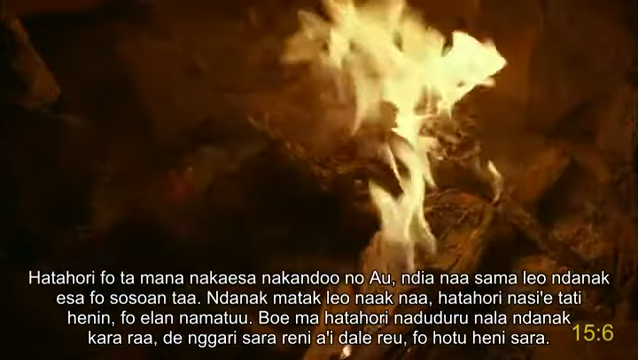 Hatahori fo ta mana nakaesa nakandoo no Au, ndia naa sama leo ndanak
esa fo sosoan taa. Ndanak matak leo naak naa, hatahori nasi'e tati
henin, fo elan namatuu. Boe ma hatahori naduduru nala ndanak
kara raa, de nggari sara reni a'i dale reu, fo hotu heni sara.
15:6